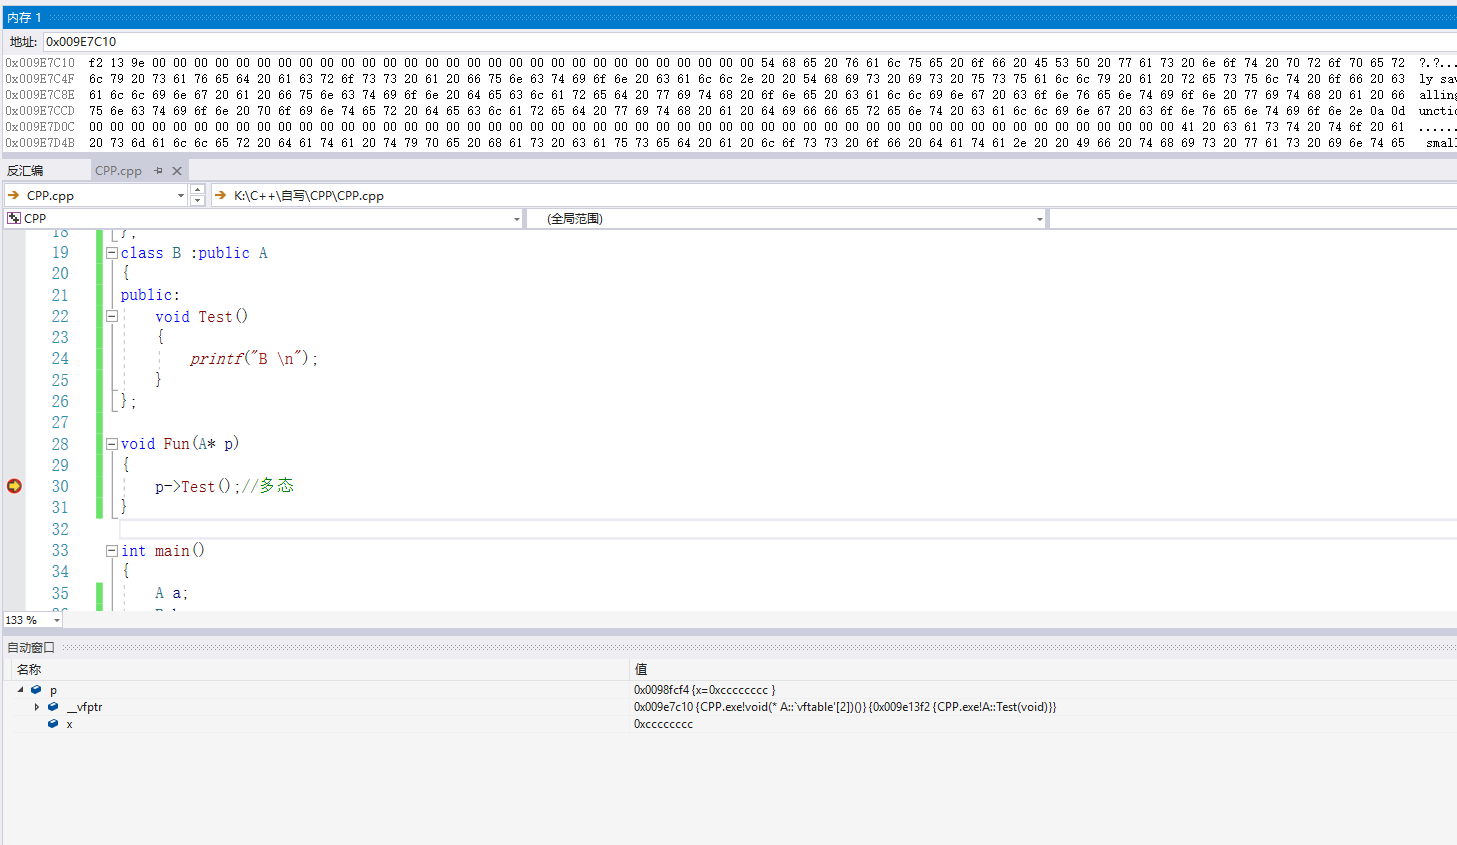 内存 1
地址: 0x009E7C10
0x009E7C10 f2 13 9e 00 00 00 00 00 00 00 00 00 00 00 00 00 00 00 00 00 00 00 00 00 00 00 00 00 00 00 00 00 54 68 65 20 76 61 6c 75 65 20 6f 66 20 45 53 50 20 77 61 73 20 6e 6f 74 20 70 72 6f 70 65 72 ?.?...
0x009E7C4F 6c 79 20 73 61 76 65 64 20 61 63 72 6f 73 73 20 61 20 66 75 6e 63 74 69 6f 6e 20 63 61 6c 6c 2e 20 20 54 68 69 73 20 69 73 20 75 73 75 61 6c 6c 79 20 61 20 72 65 73 75 6c 74 20 6f 66 20 63 ly sav
0x009E7C8E 61 6c 6c 69 6e 67 20 61 20 66 75 6e 63 74 69 6f 6e 20 64 65 63 6c 61 72 65 64 20 77 69 74 68 20 6f 6e 65 20 63 61 6c 6c 69 6e 67 20 63 6f 6e 76 65 6e 74 69 6f 6e 20 77 69 74 68 20 61 20 66 alling
0x009E7CCD 75 6e 63 74 69 6f 6e 20 70 6f 69 6e 74 65 72 20 64 65 63 6c 61 72 65 64 20 77 69 74 68 20 61 20 64 69 66 66 65 72 65 6e 74 20 63 61 6c 6c 69 6e 67 20 63 6f 6e 76 65 6e 74 69 6f 6e 2e 0a 0d unctio
0x009E7D0C 00 00 00 00 00 00 00 00 00 00 00 00 00 00 00 00 00 00 00 00 00 00 00 00 00 00 00 00 00 00 00 00 00 00 00 00 00 00 00 00 00 00 00 00 00 00 00 00 00 00 00 00 41 20 63 61 73 74 20 74 6f 20 61 ......
0x009E7D4B 20 73 6d 61 6c 6c 65 72 20 64 61 74 61 20 74 79 70 65 20 68 61 73 20 63 61 75 73 65 64 20 61 20 6c 6f 73 73 20 6f 66 20 64 61 74 61 2e 20 20 49 66 20 74 68 69 73 20 77 61 73 20 69 6e 74 65 small
反汇编 CPP.cpp
CPP.cpp K:\C++\自写\CPP\CPP.cpp
CPP (全局范围)
18 };
19 class B :public A
20 {
21 public:
22 void Test()
23 {
24 printf("B \n");
25 }
26 };
27
28 void Fun(A* p)
29 {
30 p->Test();//多态
31 }
32
33 int main()
34 {
35 A a;
133 %
自动窗口
名称 值
p 0x0098fcf4 {x=0xcccccccc }
__vfptr 0x009e7c10 {CPP.exe!void(* A::`vftable'[2])()} {0x009e13f2 {CPP.exe!A::Test(void)}}
x 0xcccccccc